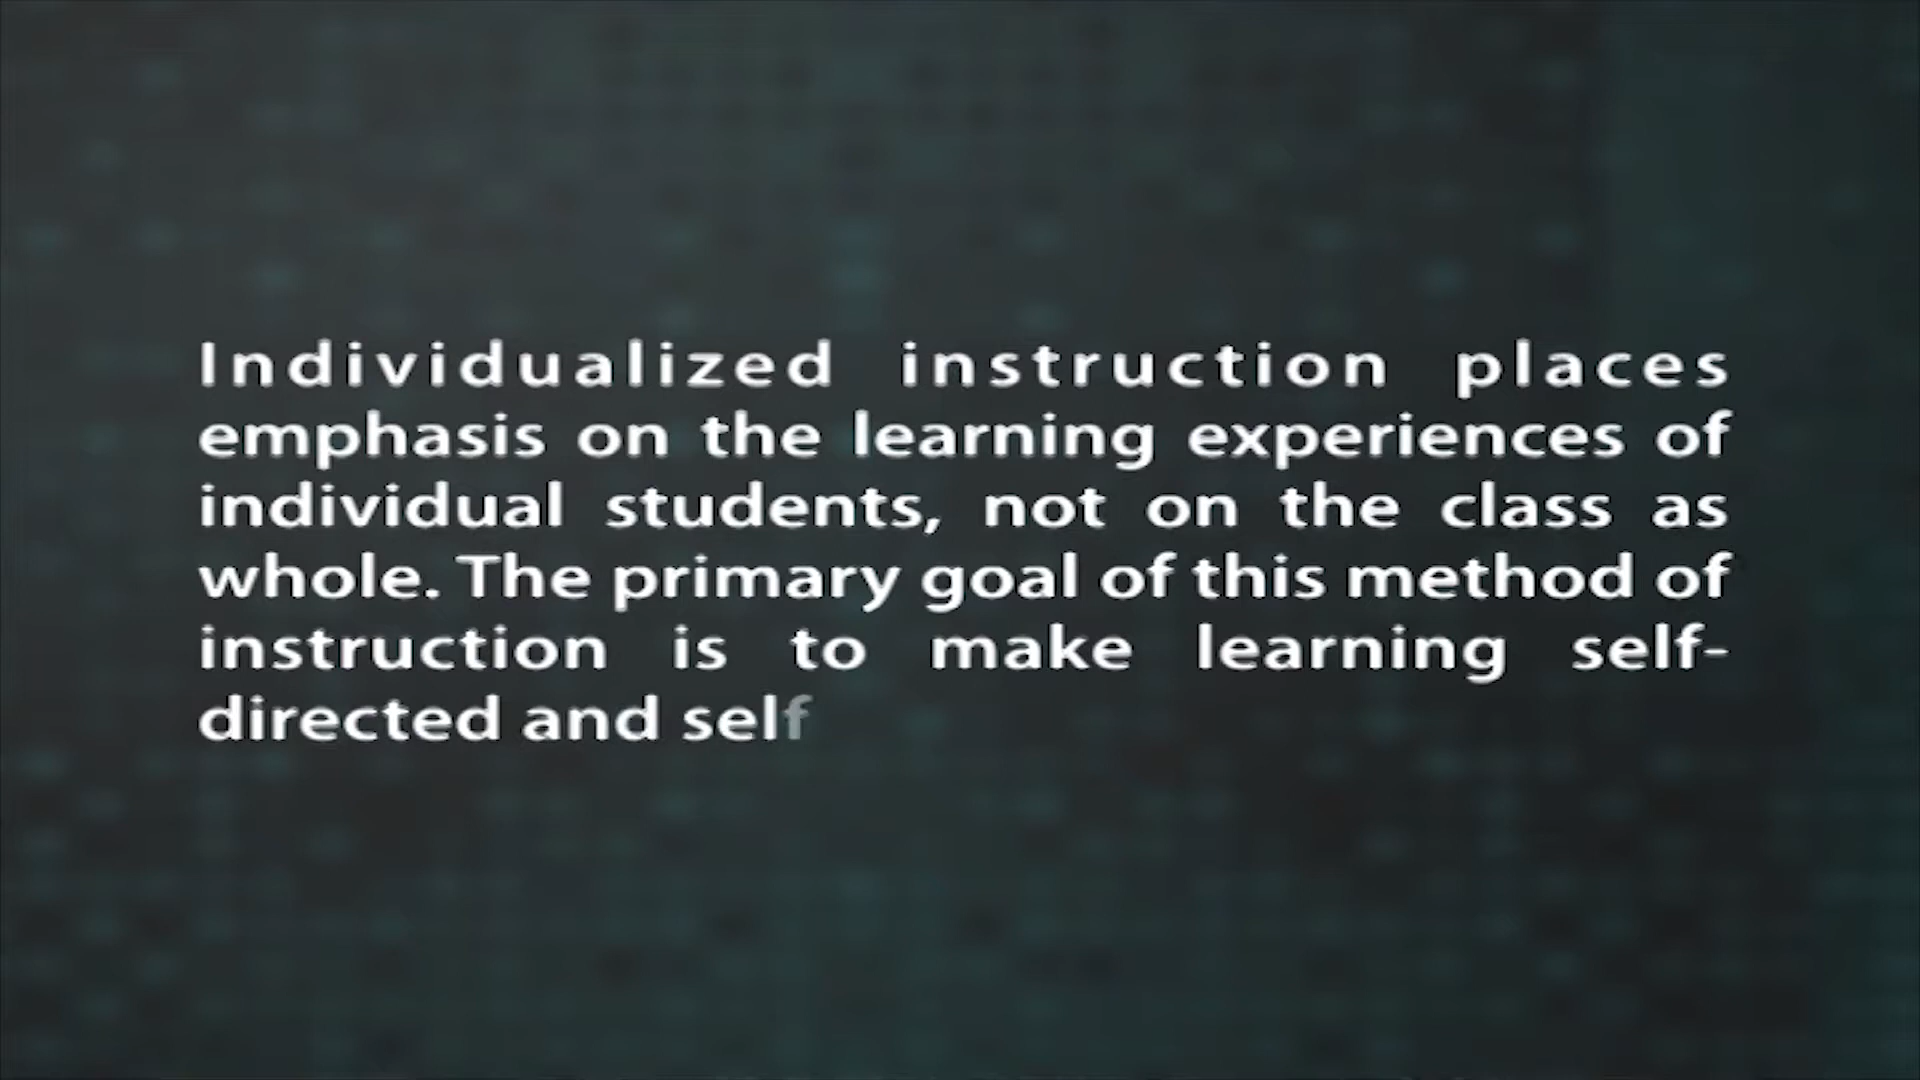 Individualized instruction places
emphasis on the learning experiences of
individual students, not on the class as
whole. The primary goal of this method of
instruction is to make learning self-
directed and self